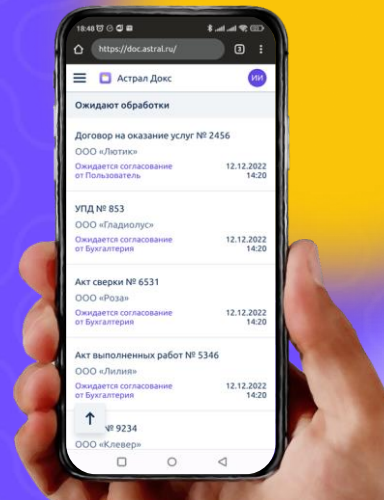 18:48
https://doc.astral.ru/
3
Астрал Докс
ИИ
Ожидают обработки
Договор на оказание услуг № 2456
ООО «Лютик»
Ожидается согласование 12.12.2022
от Пользователь 14:20
УПД № 853
ООО «Гладиолус»
Ожидается согласование 12.12.2022
от Бухгалтерия 14:20
Акт сверки № 6531
ООО «Роза»
Ожидается согласование 12.12.2022
от Бухгалтерия 14:20
Акт выполненных работ № 5346
ООО «Лилия»
Ожидается согласование 12.12.2022
от Бухгалтерия 14:20
№ 9234
ООО «Клевер»